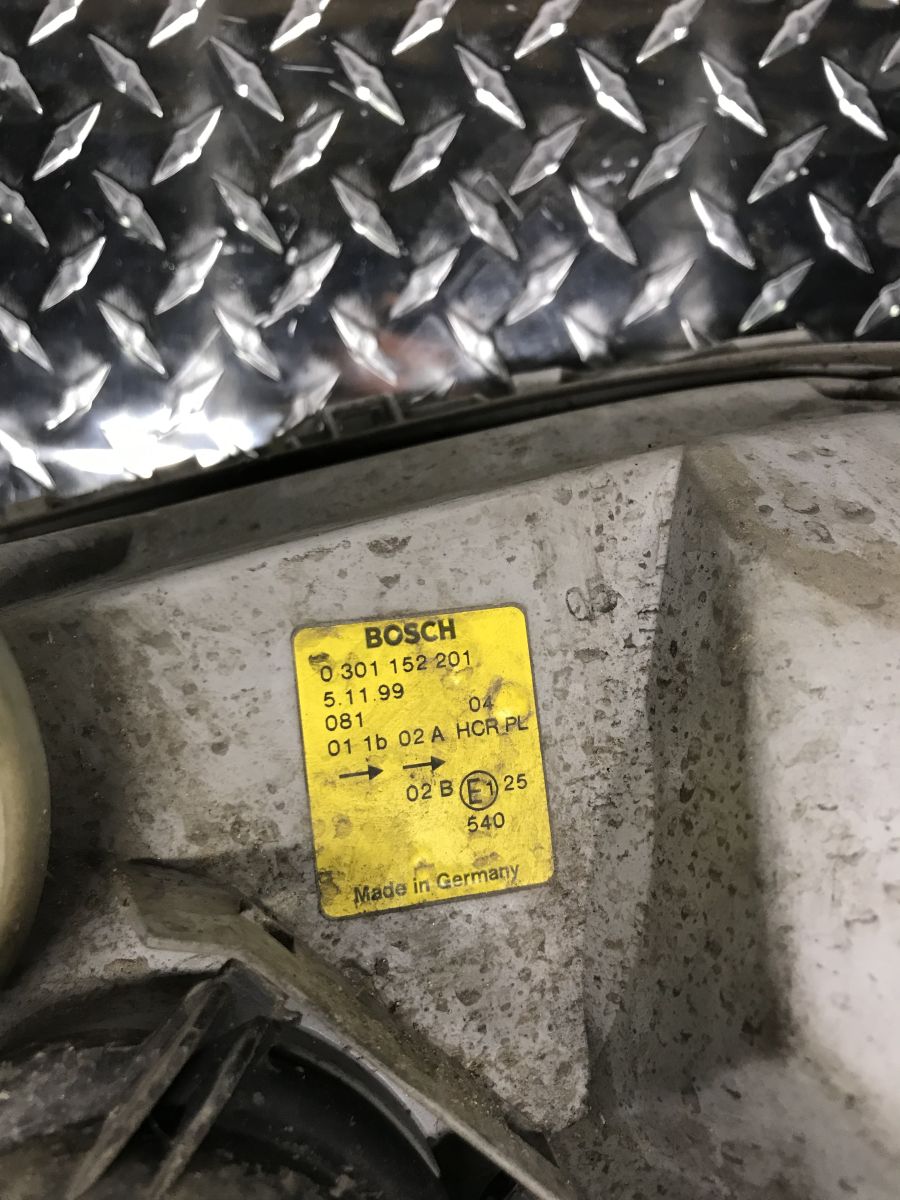 BOSCH
0 301 152 201
5.11.99
081 04
01 1b 02 A HCR PL
02 B E1 25
540
Made in Germany